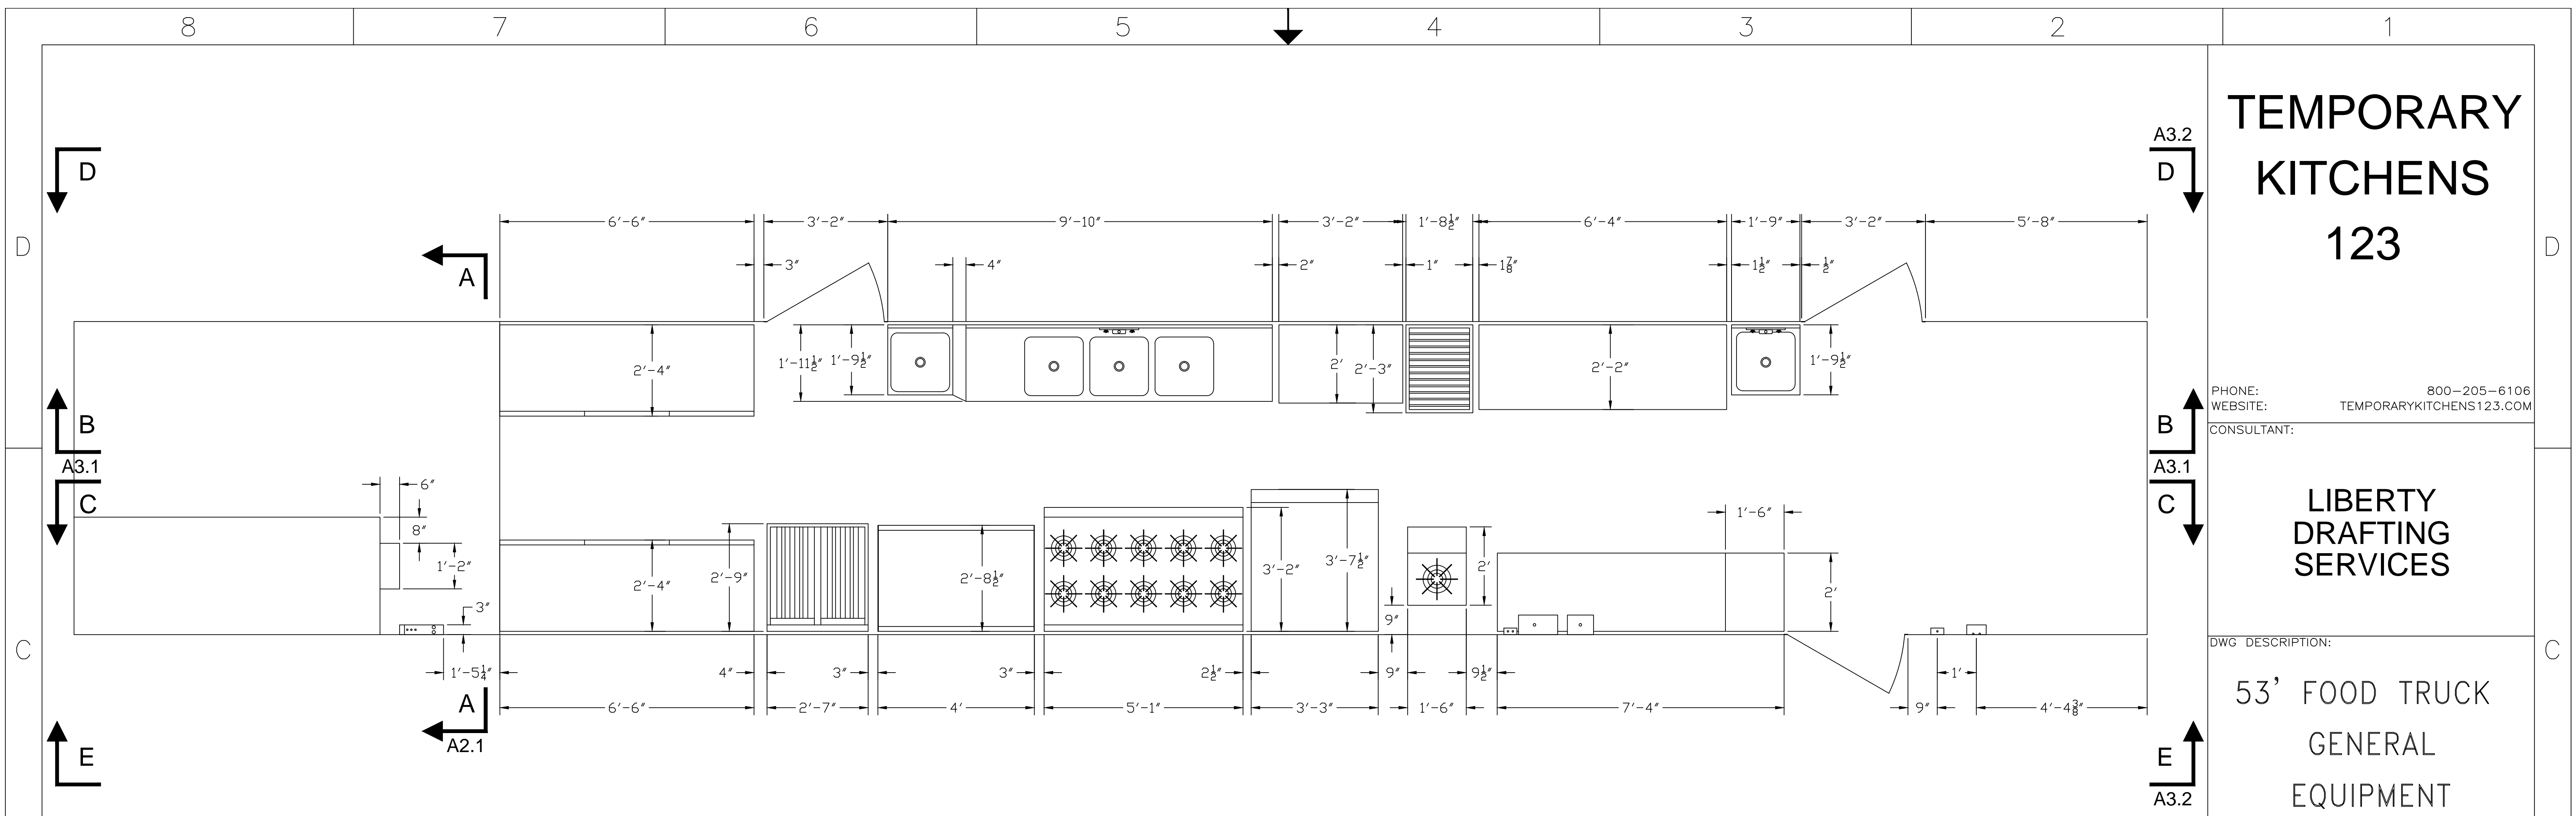 8 7 6 5 4 3 2 1
TEMPORARY
KITCHENS
123
PHONE: 800-205-6106
WEBSITE: TEMPORARYKITCHENS123.COM
CONSULTANT:
LIBERTY
DRAFTING
SERVICES
DWG DESCRIPTION:
53' FOOD TRUCK
GENERAL
EQUIPMENT
A3.2
D D
D D
6'-6" 3'-2" 9'-10" 3'-2" 1'-8½" 6'-4" 1'-9" 3'-2" 5'-8"
A 3" 4" 2" 1" 1⅞" 1½" ½"
2'-4" 1'-11½" 1'-9½" 2' 2'-3" 2'-2" 1'-9½"
B B
A3.1 A3.1
C C
6" 8" 1'-2" 3"
2'-4" 2'-9" 2'-8½" 3'-2" 3'-7½" 9" 2' 1'-6" 2'
C C
1'-5¼" 4" 3" 3" 2½" 9" 9½" 1'
A
6'-6" 2'-7" 4' 5'-1" 3'-3" 1'-6" 7'-4" 9" 4'-4⅜"
A2.1
E E
A3.2